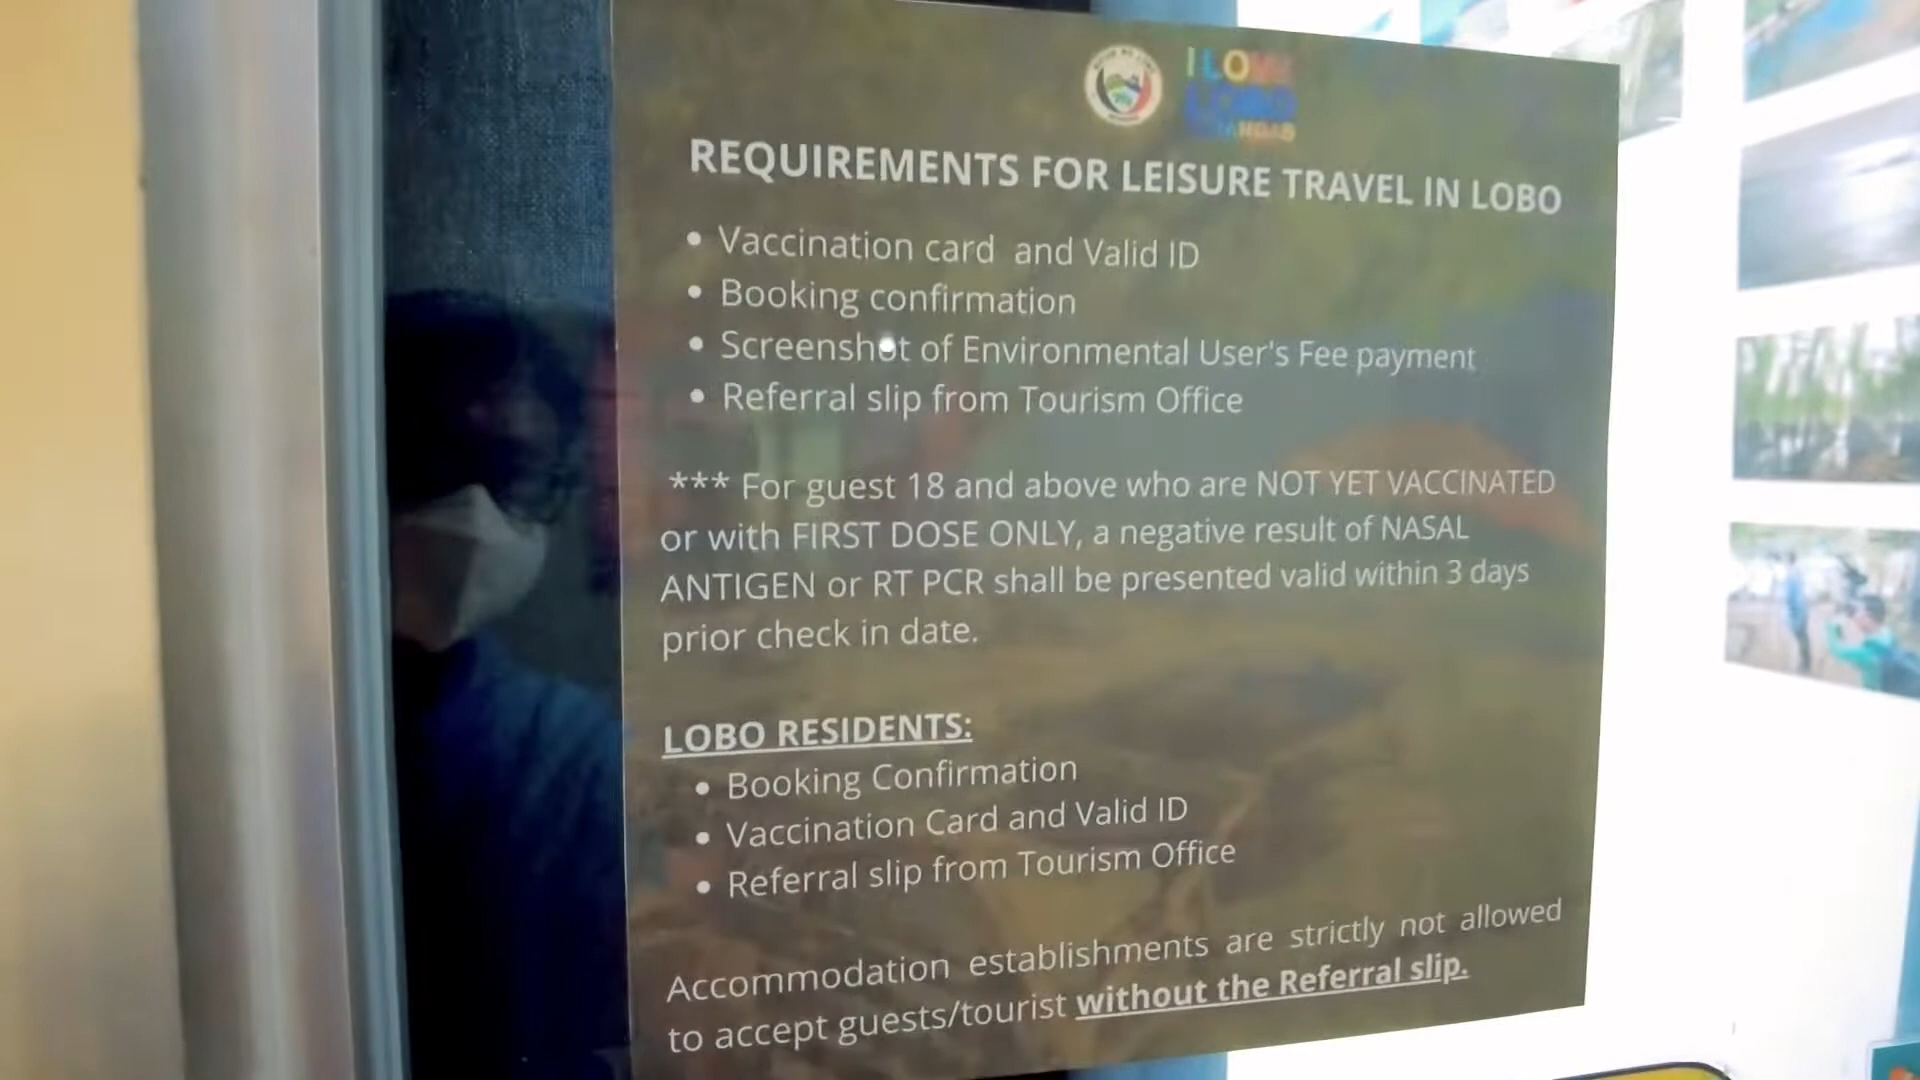 I LOVE
LOBO
REQUIREMENTS FOR LEISURE TRAVEL IN LOBO
• Vaccination card and Valid ID
• Booking confirmation
• Screenshot of Environmental User's Fee payment
• Referral slip from Tourism Office
*** For guest 18 and above who are NOT YET VACCINATED
or with FIRST DOSE ONLY, a negative result of NASAL
ANTIGEN or RT PCR shall be presented valid within 3 days
prior check in date.
LOBO RESIDENTS:
• Booking Confirmation
• Vaccination Card and Valid ID
• Referral slip from Tourism Office
Accommodation establishments are strictly not allowed
to accept guests/tourist without the Referral slip.